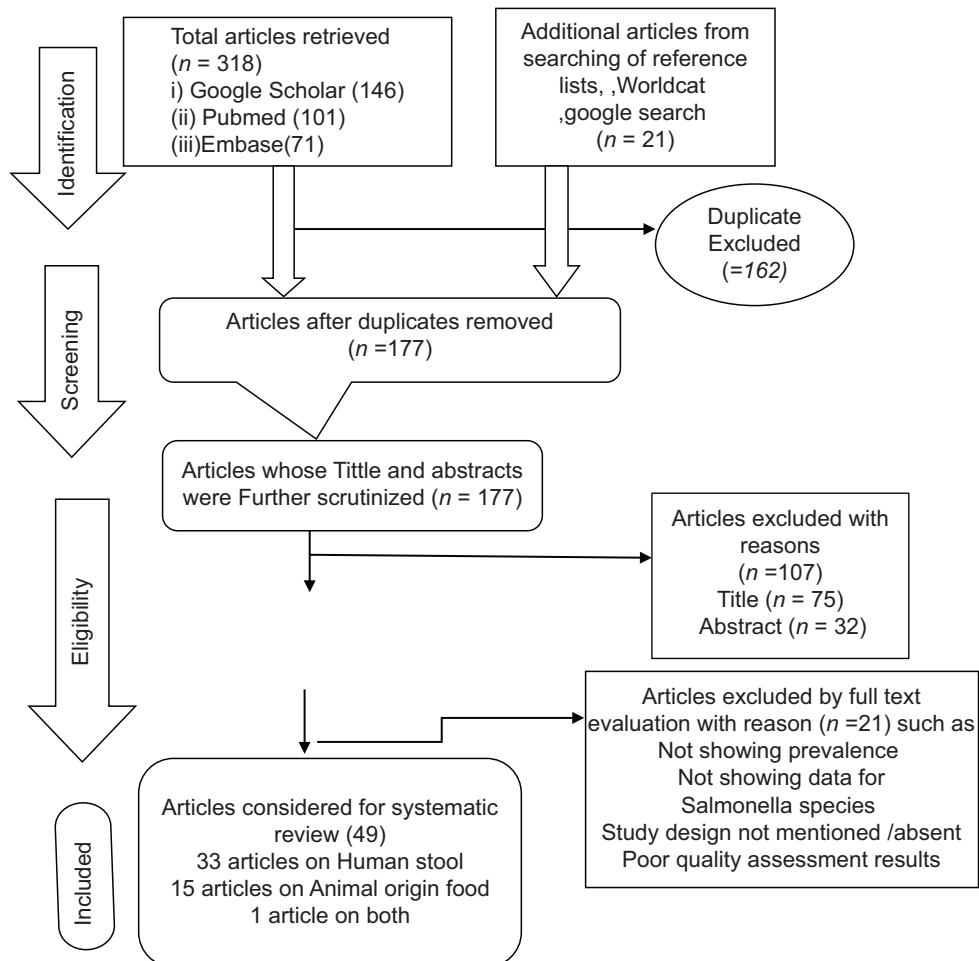 Identification
Total articles retrieved
(n = 318)
i) Google Scholar (146)
(ii) Pubmed (101)
(iii)Embase(71)
Additional articles from
searching of reference
lists, ,Worldcat
,google search
(n = 21)
Duplicate
Excluded
(=162)
Screening
Articles after duplicates removed
(n =177)
Articles whose Tittle and abstracts
were Further scrutinized (n = 177)
Eligibility
Articles excluded with
reasons
(n =107)
Title (n = 75)
Abstract (n = 32)
Articles excluded by full text
evaluation with reason (n =21) such as
Not showing prevalence
Not showing data for
Salmonella species
Study design not mentioned /absent
Poor quality assessment results
Included
Articles considered for systematic
review (49)
33 articles on Human stool
15 articles on Animal origin food
1 article on both